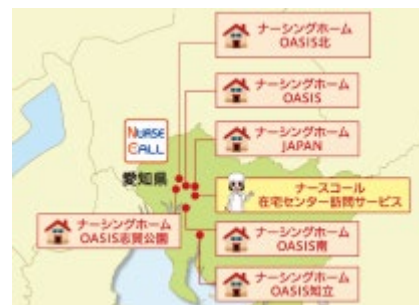 ナーシングホーム
OASIS北
ナーシングホーム
OASIS
NURSE
CALL
ナーシングホーム
JAPAN
愛知県
ナースコール
在宅センター訪問サービス
ナーシングホーム
OASIS志賀公園
ナーシングホーム
OASIS南
ナーシングホーム
OASIS知立